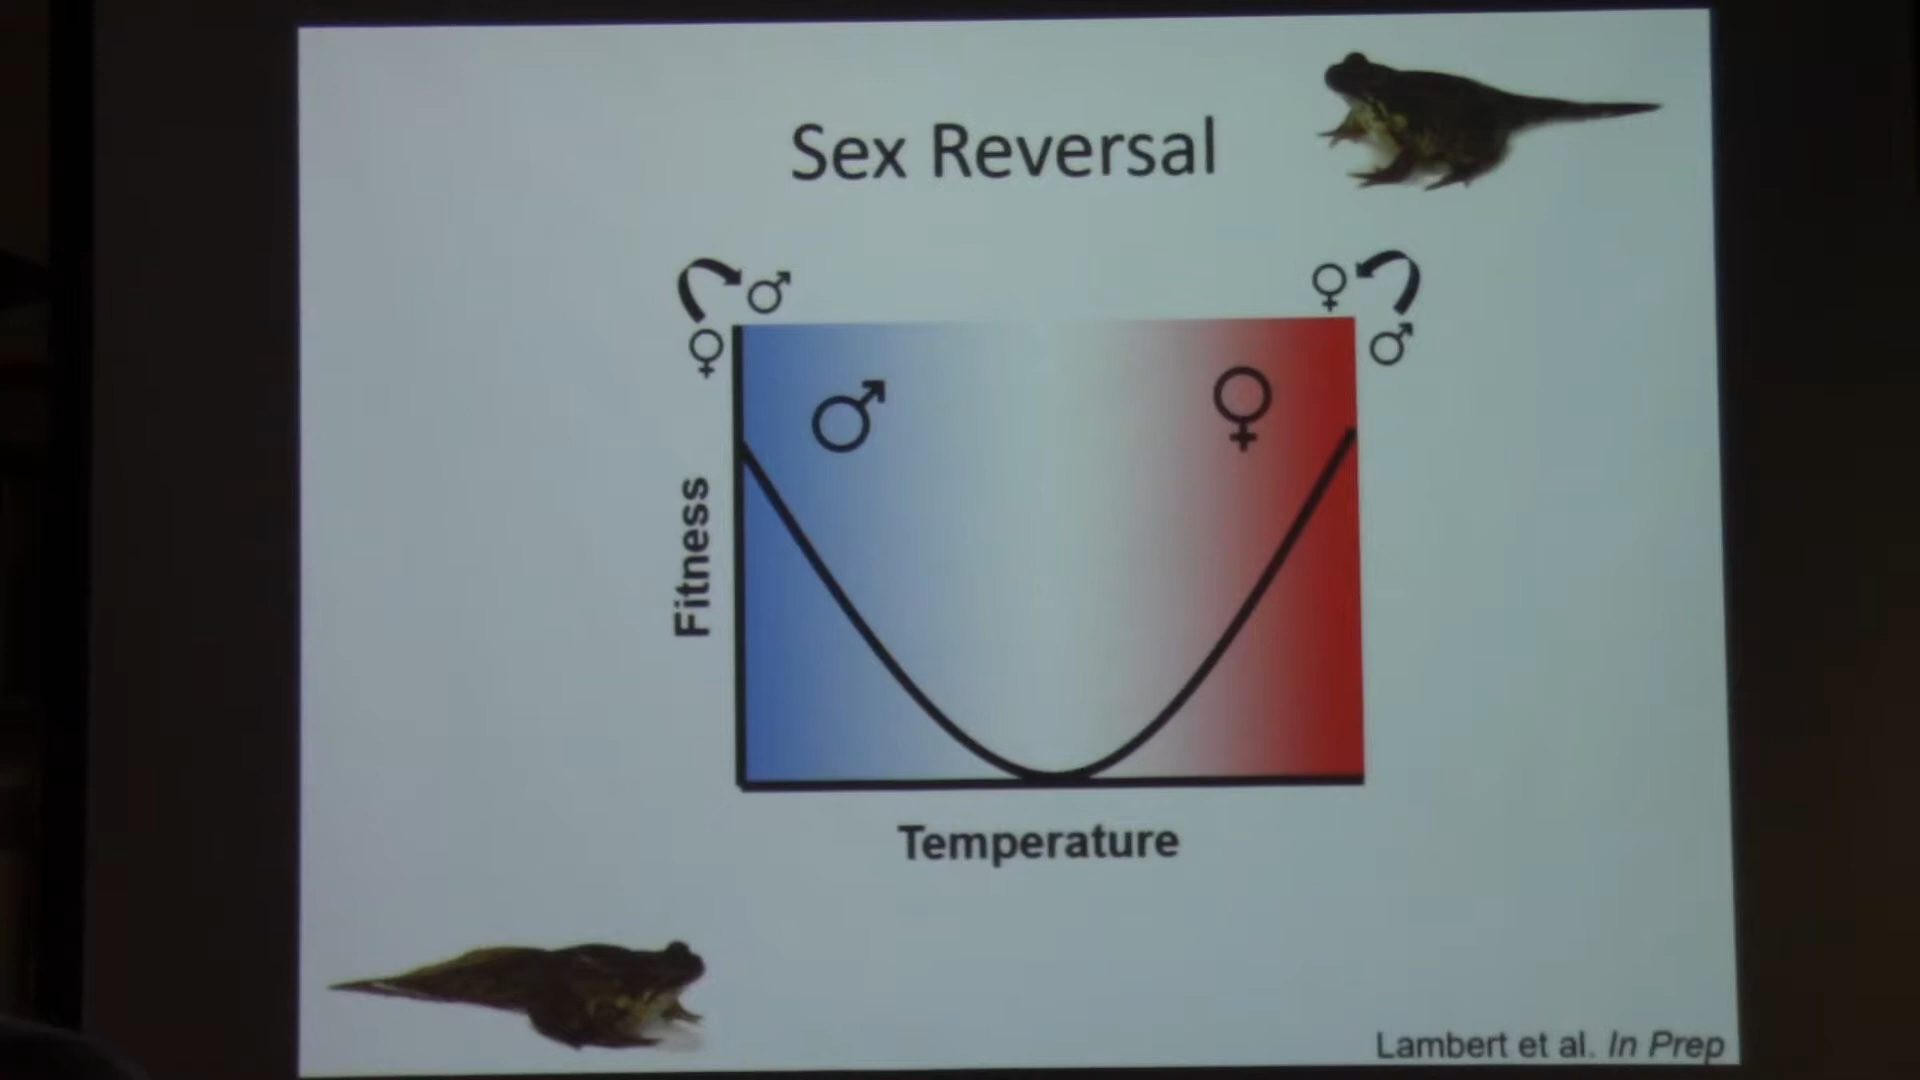 Sex Reversal
♂ ♀
♀ ♂
♂ ♀
Fitness
Temperature
Lambert et al. In Prep